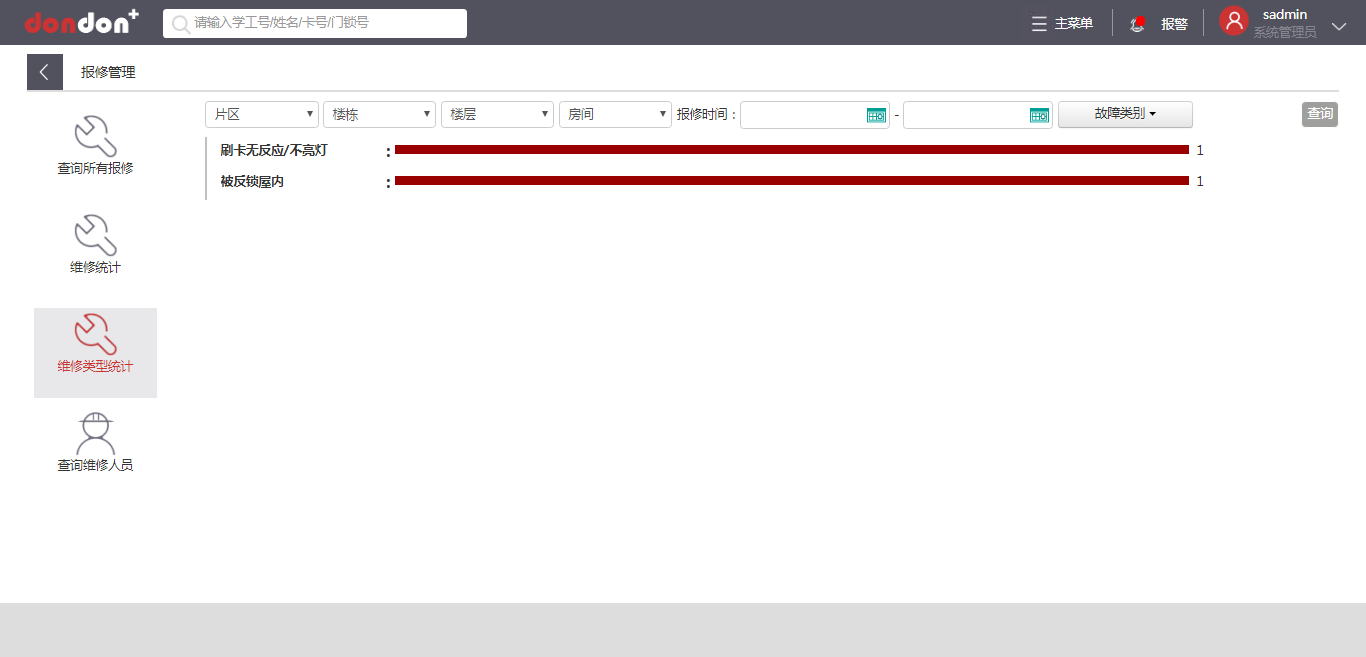 dondon+
请输入学工号/姓名/卡号/门锁号
主菜单
报警
sadmin
系统管理员
报修管理
片区
楼栋
楼层
房间
报修时间 :
-
故障类别
查询
查询所有报修
维修统计
维修类型统计
查询维修人员
刷卡无反应/不亮灯 : 1
被反锁屋内 : 1